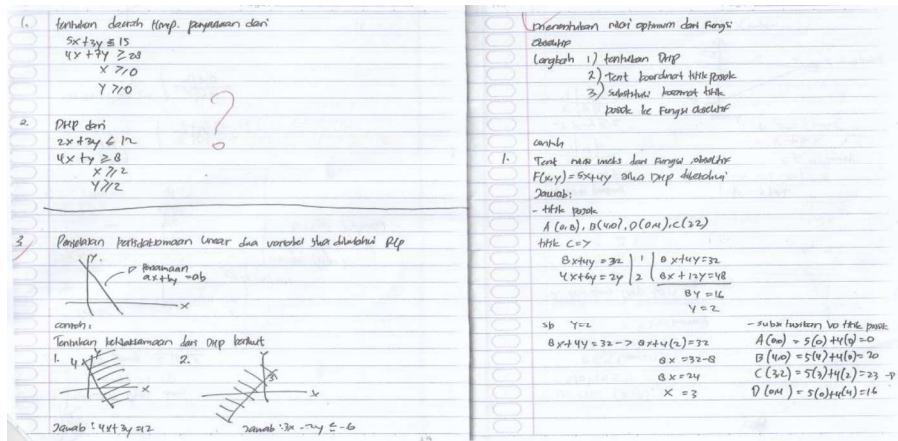 1. tentukan daerah Himp. penyelesaian dari
5x+3y ≤ 15
4x+7y ≥ 28
x ≥ 0
y ≥ 0
?
2. DHP dari
2x+3y ≤ 12
4x+y ≥ 8
x ≥ 2
y ≥ 2
3. Penyelesaian pertidaksamaan linear dua variabel jika diketahui
y
Persamaan
ax+by = ab
x
contoh :
Tentukan ketidaksamaan dari DHP berikut
1. 2.
4 y
x x
Jawab : 4x+3y=12 Jawab : 3x-2y ≤ -6
menentukan nilai optimum dari Fungsi
Obsektif
Langkah 1) tentukan DHP
2) Tent koordinat titik pojok
3) substitusi koordinat titik
pojok ke Fungsi obsektif
contoh
1. Tent nilai maks dari Fungsi obsektif
F(x,y) = 5x+4y jika DHP diketahui
Jawab :
- titik pojok
A (0,0), B(4,0), D(0,4), C(2,2)
titik C =>
8x+4y = 32 | 1 | 8x+4y=32
4x+6y = 24 | 2 | 8x+12y=48
8y = 16
y = 2
sb y=2
8x+4y = 32 -> 8x+4(2)=32
8x = 32-8
8x = 24
x = 3
- substitusikan ke titik pojok
A(0,0) = 5(0)+4(0)=0
B(4,0) = 5(4)+4(0)= 20
C(3,2) = 5(3)+4(2)=23
D(0,4) = 5(0)+4(4)=16